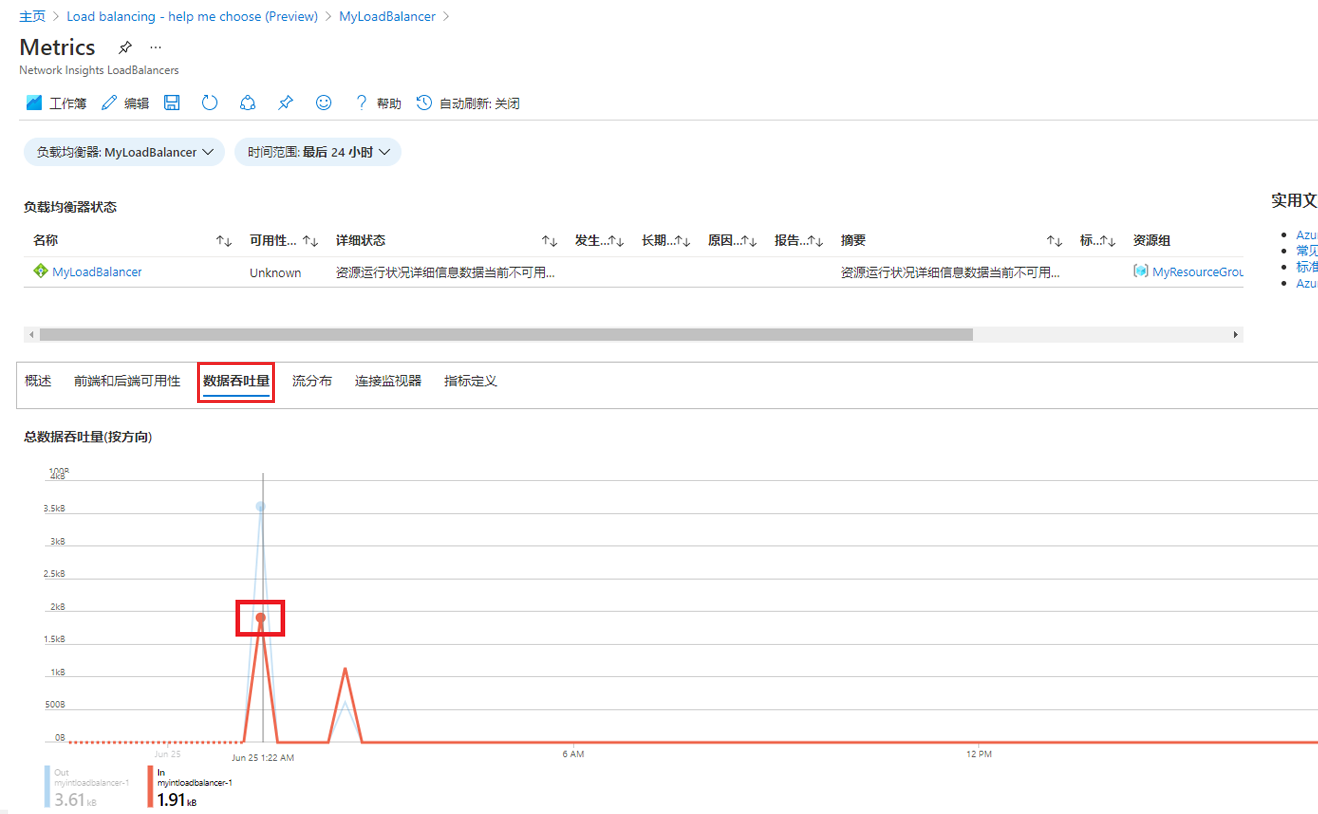 主页 > Load balancing - help me choose (Preview) > MyLoadBalancer >
Metrics ...
Network Insights LoadBalancers
工作簿 编辑 ? 帮助 自动刷新: 关闭
负载均衡器: MyLoadBalancer 时间范围: 最后 24 小时
实用文
负载均衡器状态
名称 可用性... 详细状态 发生... 长期... 原因... 报告... 摘要 标... 资源组
MyLoadBalancer Unknown 资源运行状况详细信息数据当前不可用... 资源运行状况详细信息数据当前不可用... MyResourceGrou
Azu
常见
标准
Azu
概述 前端和后端可用性 数据吞吐量 流分布 连接监视器 指标定义
总数据吞吐量(按方向)
100B
4kB
3.5kB
3kB
2.5kB
2kB
1.5kB
1kB
500B
0B
Jun 25 Jun 25 1:22 AM 6 AM 12 PM
Out
myintloadbalancer-1
3.61 kB
In
myintloadbalancer-1
1.91 kB